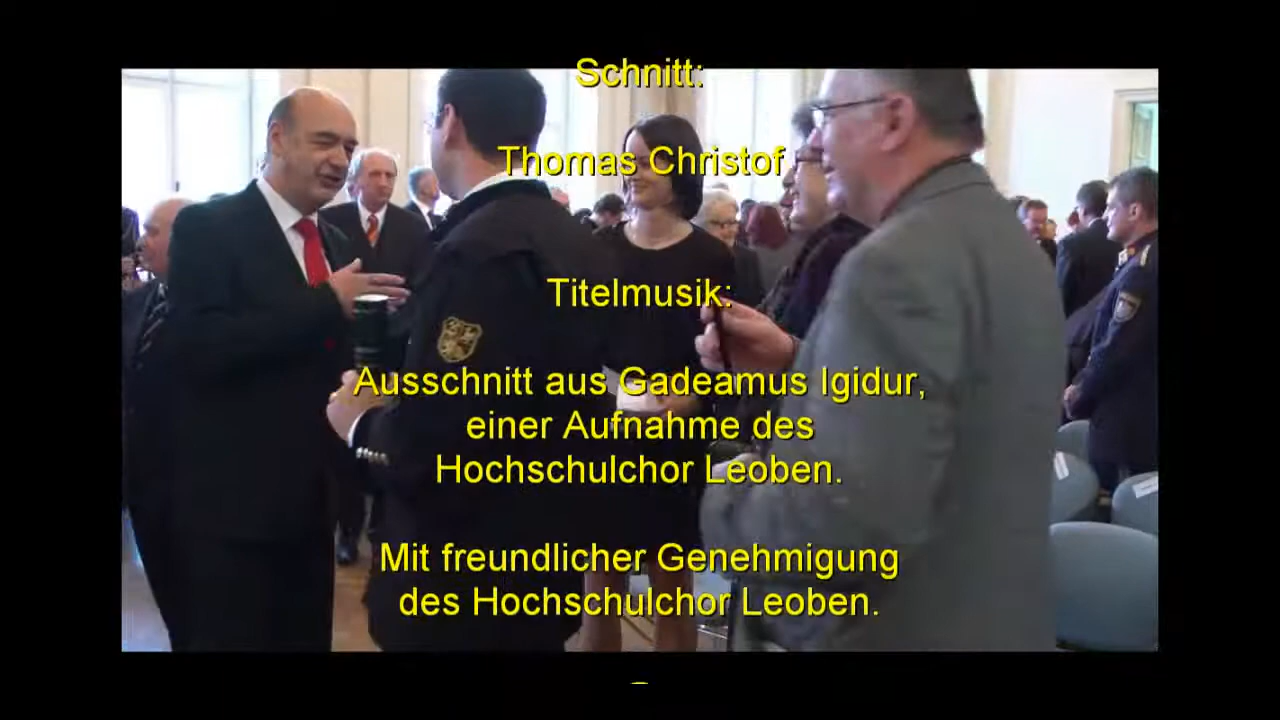 Schnitt:
Thomas Christof
Titelmusik:
Ausschnitt aus Gadeamus Igidur,
einer Aufnahme des
Hochschulchor Leoben.
Mit freundlicher Genehmigung
des Hochschulchor Leoben.